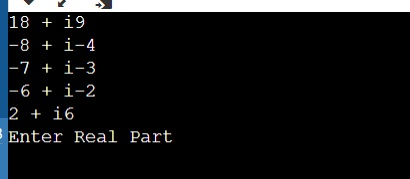 18 + i9
-8 + i-4
-7 + i-3
-6 + i-2
2 + i6
Enter Real Part